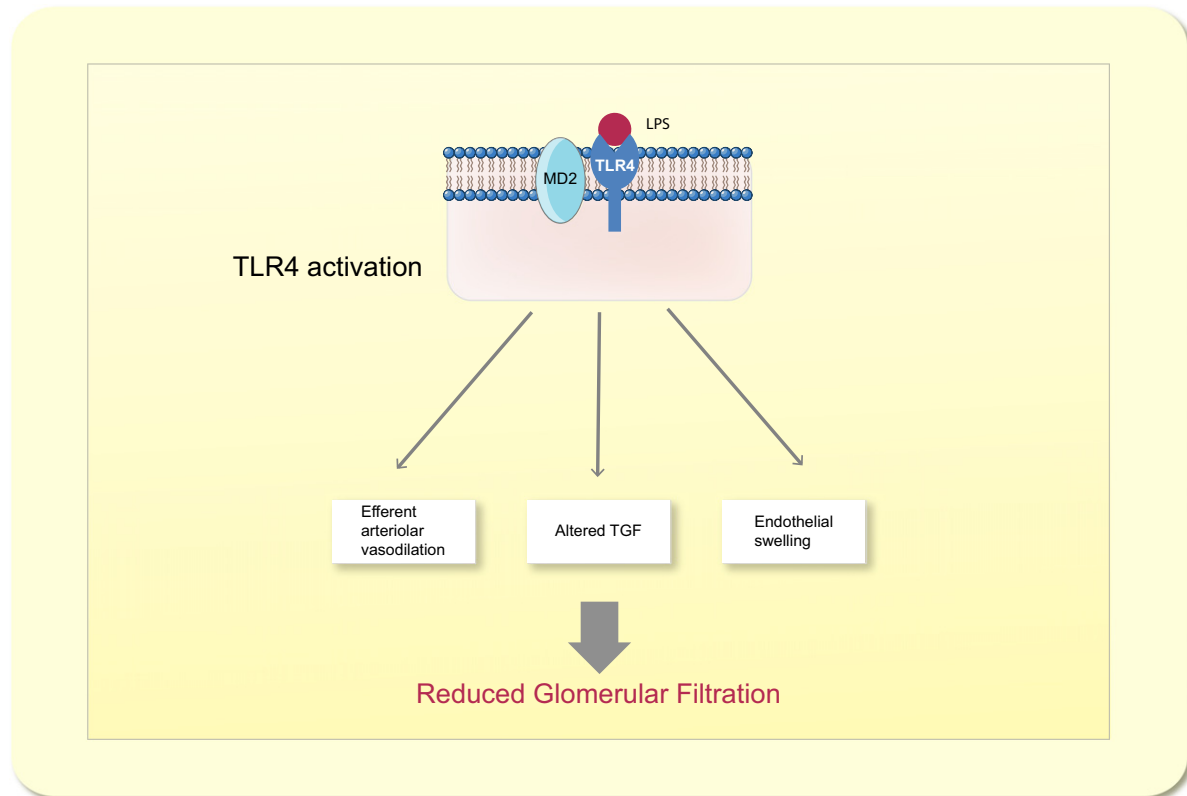 LPS
TLR4
MD2
TLR4 activation
Efferent
arteriolar
vasodilation
Altered TGF
Endothelial
swelling
Reduced Glomerular Filtration